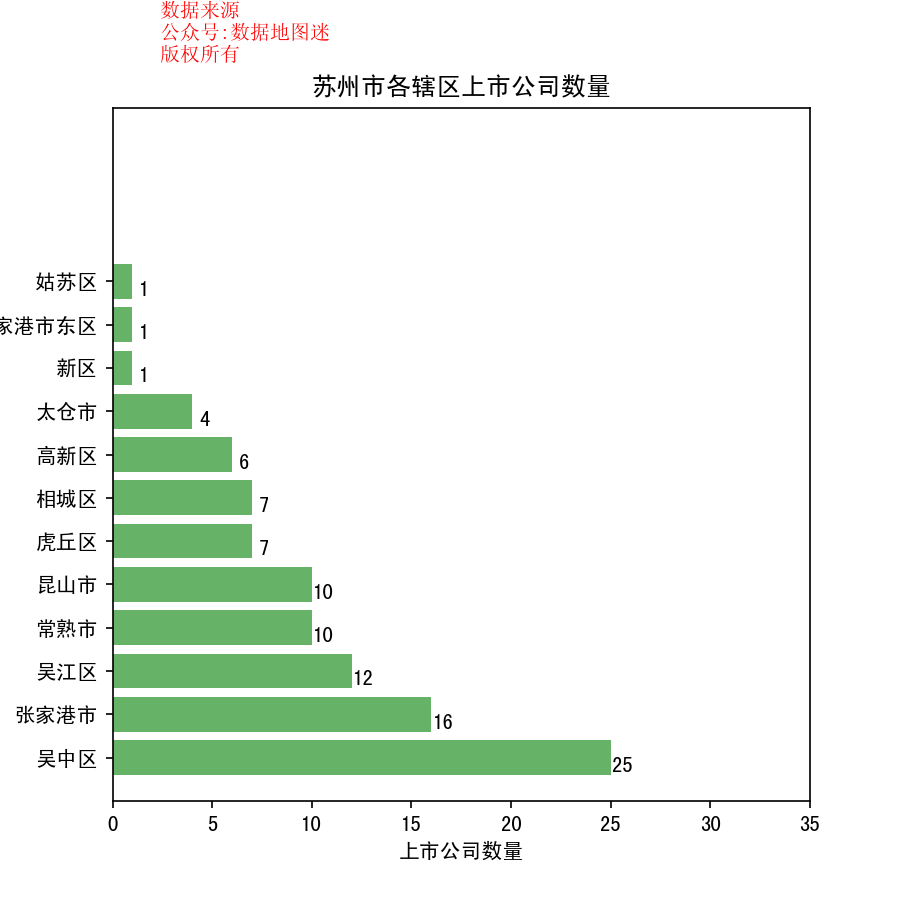 数据来源
公众号:数据地图迷
版权所有
苏州市各辖区上市公司数量
姑苏区 1
家港市东区 1
新区 1
太仓市 4
高新区 6
相城区 7
虎丘区 7
昆山市 10
常熟市 10
吴江区 12
张家港市 16
吴中区 25
0 5 10 15 20 25 30 35
上市公司数量